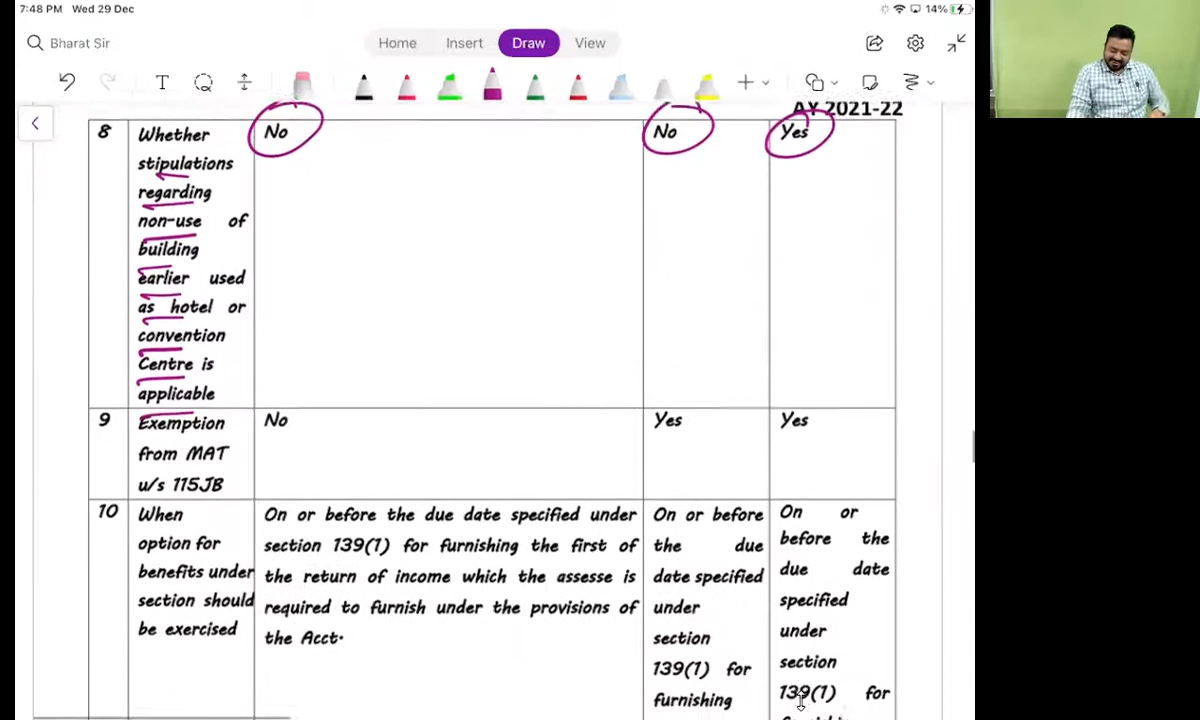 7:48 PM Wed 29 Dec
14%
Bharat Sir
Home Insert Draw View
T
AY 2021-22
8 Whether No No Yes
stipulations
regarding
non-use of
building
earlier used
as hotel or
convention
Centre is
applicable
9 Exemption No Yes Yes
from MAT
u/s 115JB
10 When
option for
benefits under
section should
be exercised
On or before the due date specified under
section 139(1) for furnishing the first of
the return of income which the assesse is
required to furnish under the provisions of
the Acct.
On or before
the due
date specified
under
section
139(1) for
furnishing
On or
before the
due date
specified
under
section
139(1) for